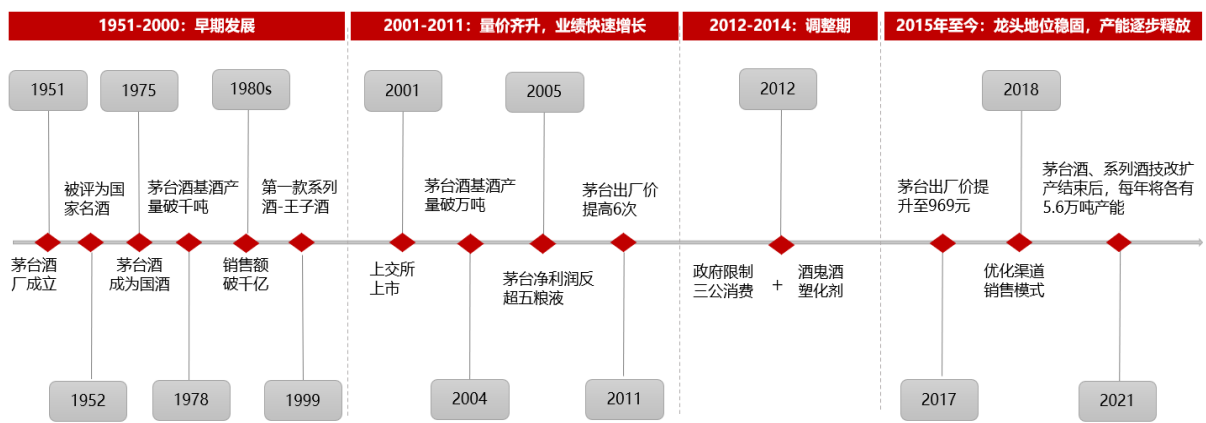 1951-2000：早期发展
2001-2011：量价齐升，业绩快速增长
2012-2014：调整期
2015年至今：龙头地位稳固，产能逐步释放
1951
1975
1980s
2001
2005
2012
2018
被评为国
家名酒
茅台酒基酒产
量破千吨
第一款系列
酒-王子酒
茅台酒基酒产
量破万吨
茅台出厂价
提高6次
茅台出厂价提
升至969元
茅台酒、系列酒技改扩
产结束后，每年将各有
5.6万吨产能
茅台酒
厂成立
茅台酒
成为国酒
销售额
破千亿
上交所
上市
茅台净利润反
超五粮液
政府限制
三公消费
+
酒鬼酒
塑化剂
优化渠道
销售模式
1952
1978
1999
2004
2011
2017
2021